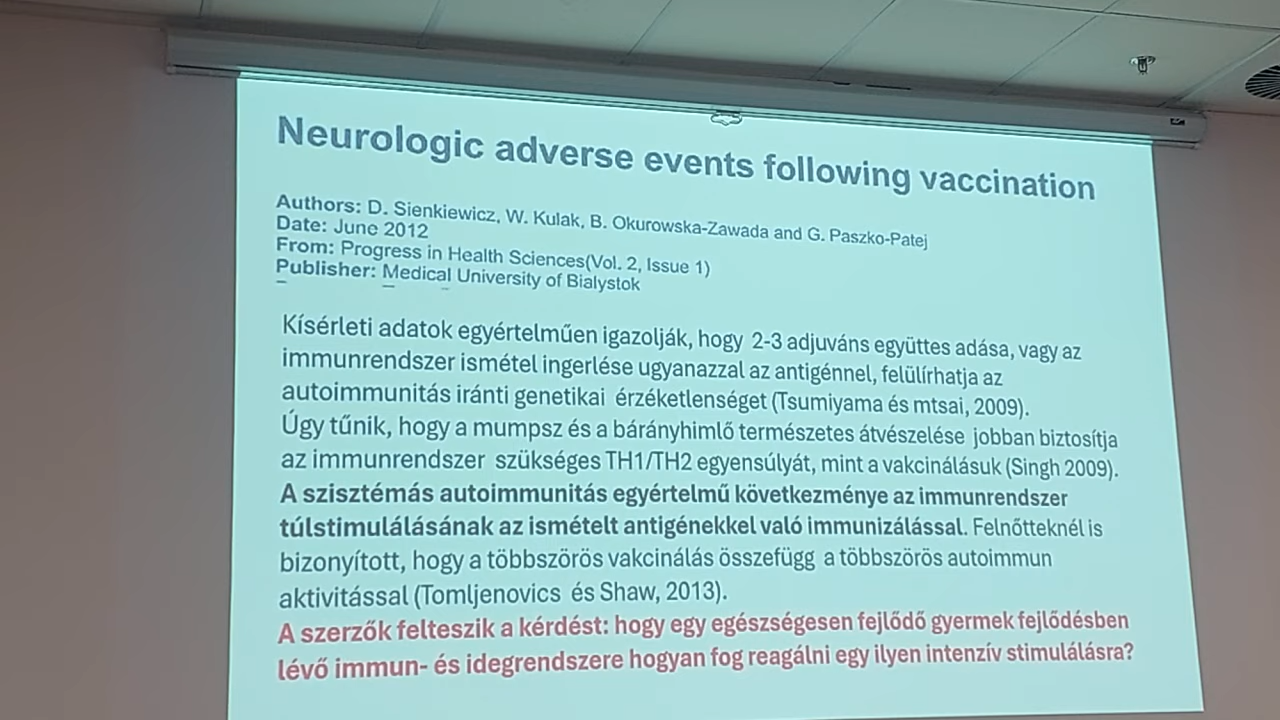 Neurologic adverse events following vaccination
Authors: D. Sienkiewicz, W. Kulak, B. Okurowska-Zawada and G. Paszko-Patej
Date: June 2012
From: Progress in Health Sciences(Vol. 2, Issue 1)
Publisher: Medical University of Bialystok
Kísérleti adatok egyértelműen igazolják, hogy 2-3 adjuváns együttes adása, vagy az
immunrendszer ismétel ingerlése ugyanazzal az antigénnel, felülírhatja az
autoimmunitás iránti genetikai érzéketlenséget (Tsumiyama és mtsai, 2009).
Úgy tűnik, hogy a mumpsz és a bárányhimlő természetes átvészelése jobban biztosítja
az immunrendszer szükséges TH1/TH2 egyensúlyát, mint a vakcinálásuk (Singh 2009).
A szisztémás autoimmunitás egyértelmű következménye az immunrendszer
túlstimulálásának az ismételt antigénekkel való immunizálással. Felnőtteknél is
bizonyított, hogy a többszörös vakcinálás összefügg a többszörös autoimmun
aktivitással (Tomljenovics és Shaw, 2013).
A szerzők felteszik a kérdést: hogy egy egészségesen fejlődő gyermek fejlődésben
lévő immun- és idegrendszere hogyan fog reagálni egy ilyen intenzív stimulálásra?